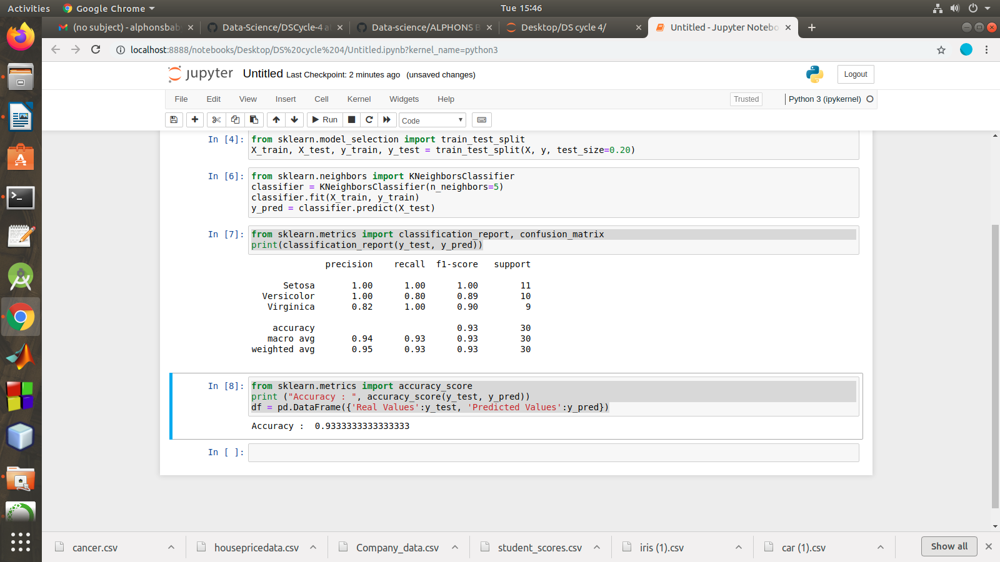 Activities Google Chrome Tue 15:46
(no subject) - alphonsbab Data-Science/DSCycle-4 al Data-science/ALPHONS B Desktop/DS cycle 4/ Untitled - Jupyter Notebo
localhost:8888/notebooks/Desktop/DS%20cycle%204/Untitled.ipynb?kernel_name=python3
jupyter Untitled Last Checkpoint: 2 minutes ago (unsaved changes) Logout
File Edit View Insert Cell Kernel Widgets Help Trusted Python 3 (ipykernel)
Run Code
In [4]: from sklearn.model_selection import train_test_split
X_train, X_test, y_train, y_test = train_test_split(X, y, test_size=0.20)
In [6]: from sklearn.neighbors import KNeighborsClassifier
classifier = KNeighborsClassifier(n_neighbors=5)
classifier.fit(X_train, y_train)
y_pred = classifier.predict(X_test)
In [7]: from sklearn.metrics import classification_report, confusion_matrix
print(classification_report(y_test, y_pred))
precision recall f1-score support
Setosa 1.00 1.00 1.00 11
Versicolor 1.00 0.80 0.89 10
Virginica 0.82 1.00 0.90 9
accuracy 0.93 30
macro avg 0.94 0.93 0.93 30
weighted avg 0.95 0.93 0.93 30
In [8]: from sklearn.metrics import accuracy_score
print ("Accuracy : ", accuracy_score(y_test, y_pred))
df = pd.DataFrame({'Real Values':y_test, 'Predicted Values':y_pred})
Accuracy : 0.9333333333333333
In [ ]:
cancer.csv housepricedata.csv Company_data.csv student_scores.csv iris (1).csv car (1).csv Show all